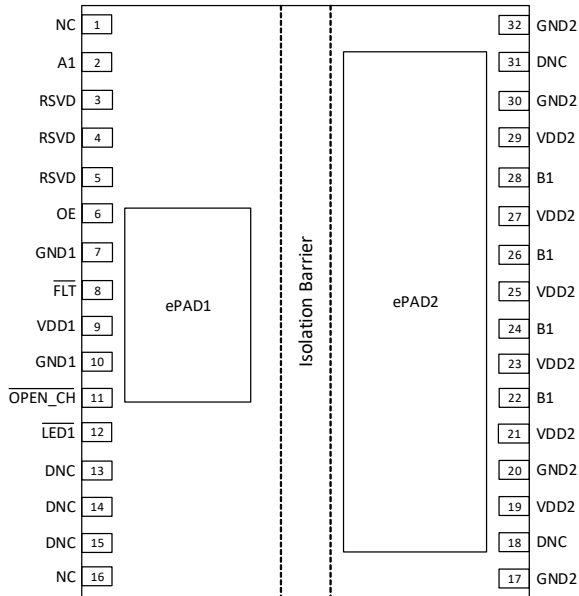 NC 1
A1 2
RSVD 3
RSVD 4
RSVD 5
OE 6
GND1 7
FLT 8
VDD1 9
GND1 10
OPEN_CH 11
LED1 12
DNC 13
DNC 14
DNC 15
NC 16
ePAD1
Isolation Barrier
ePAD2
32 GND2
31 DNC
30 GND2
29 VDD2
28 B1
27 VDD2
26 B1
25 VDD2
24 B1
23 VDD2
22 B1
21 VDD2
20 GND2
19 VDD2
18 DNC
17 GND2